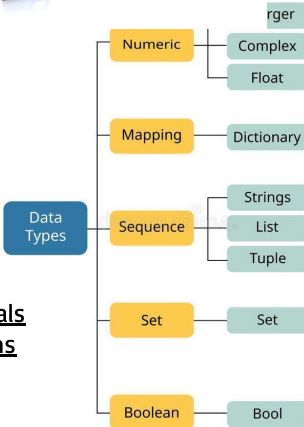 rger
Numeric
Complex
Float
Mapping
Dictionary
Data
Types
Strings
Sequence
List
Tuple
als
ns
Set
Set
Boolean
Bool